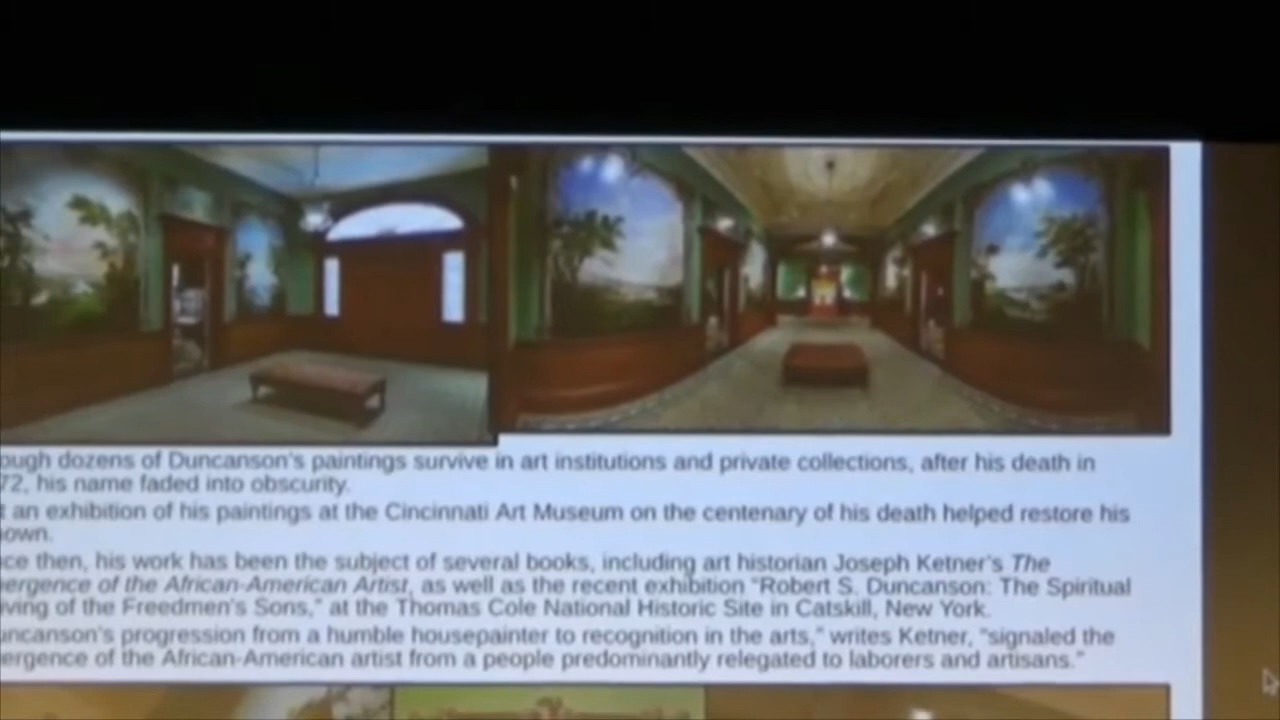 ough dozens of Duncanson's paintings survive in art institutions and private collections, after his death in
72, his name faded into obscurity.
t an exhibition of his paintings at the Cincinnati Art Museum on the centenary of his death helped restore his
own.
ce then, his work has been the subject of several books, including art historian Joseph Ketner's The
ergence of the African-American Artist, as well as the recent exhibition "Robert S. Duncanson: The Spiritual
ving of the Freedmen's Sons," at the Thomas Cole National Historic Site in Catskill, New York.
uncanson's progression from a humble housepainter to recognition in the arts," writes Ketner, "signaled the
ergence of the African-American artist from a people predominantly relegated to laborers and artisans."